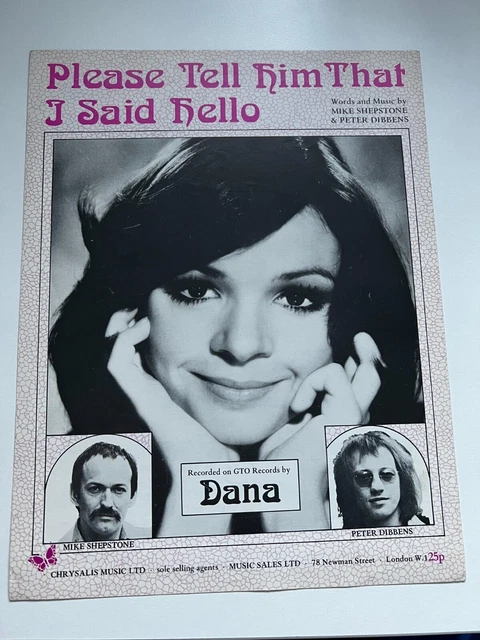 Please Tell Him That
I Said Hello
Words and Music by
MIKE SHEPSTONE
& PETER DIBBENS
Recorded on GTO Records by
Dana
MIKE SHEPSTONE
PETER DIBBENS
CHRYSALIS MUSIC LTD · sole selling agents · MUSIC SALES LTD · 78 Newman Street · London W.1 25p